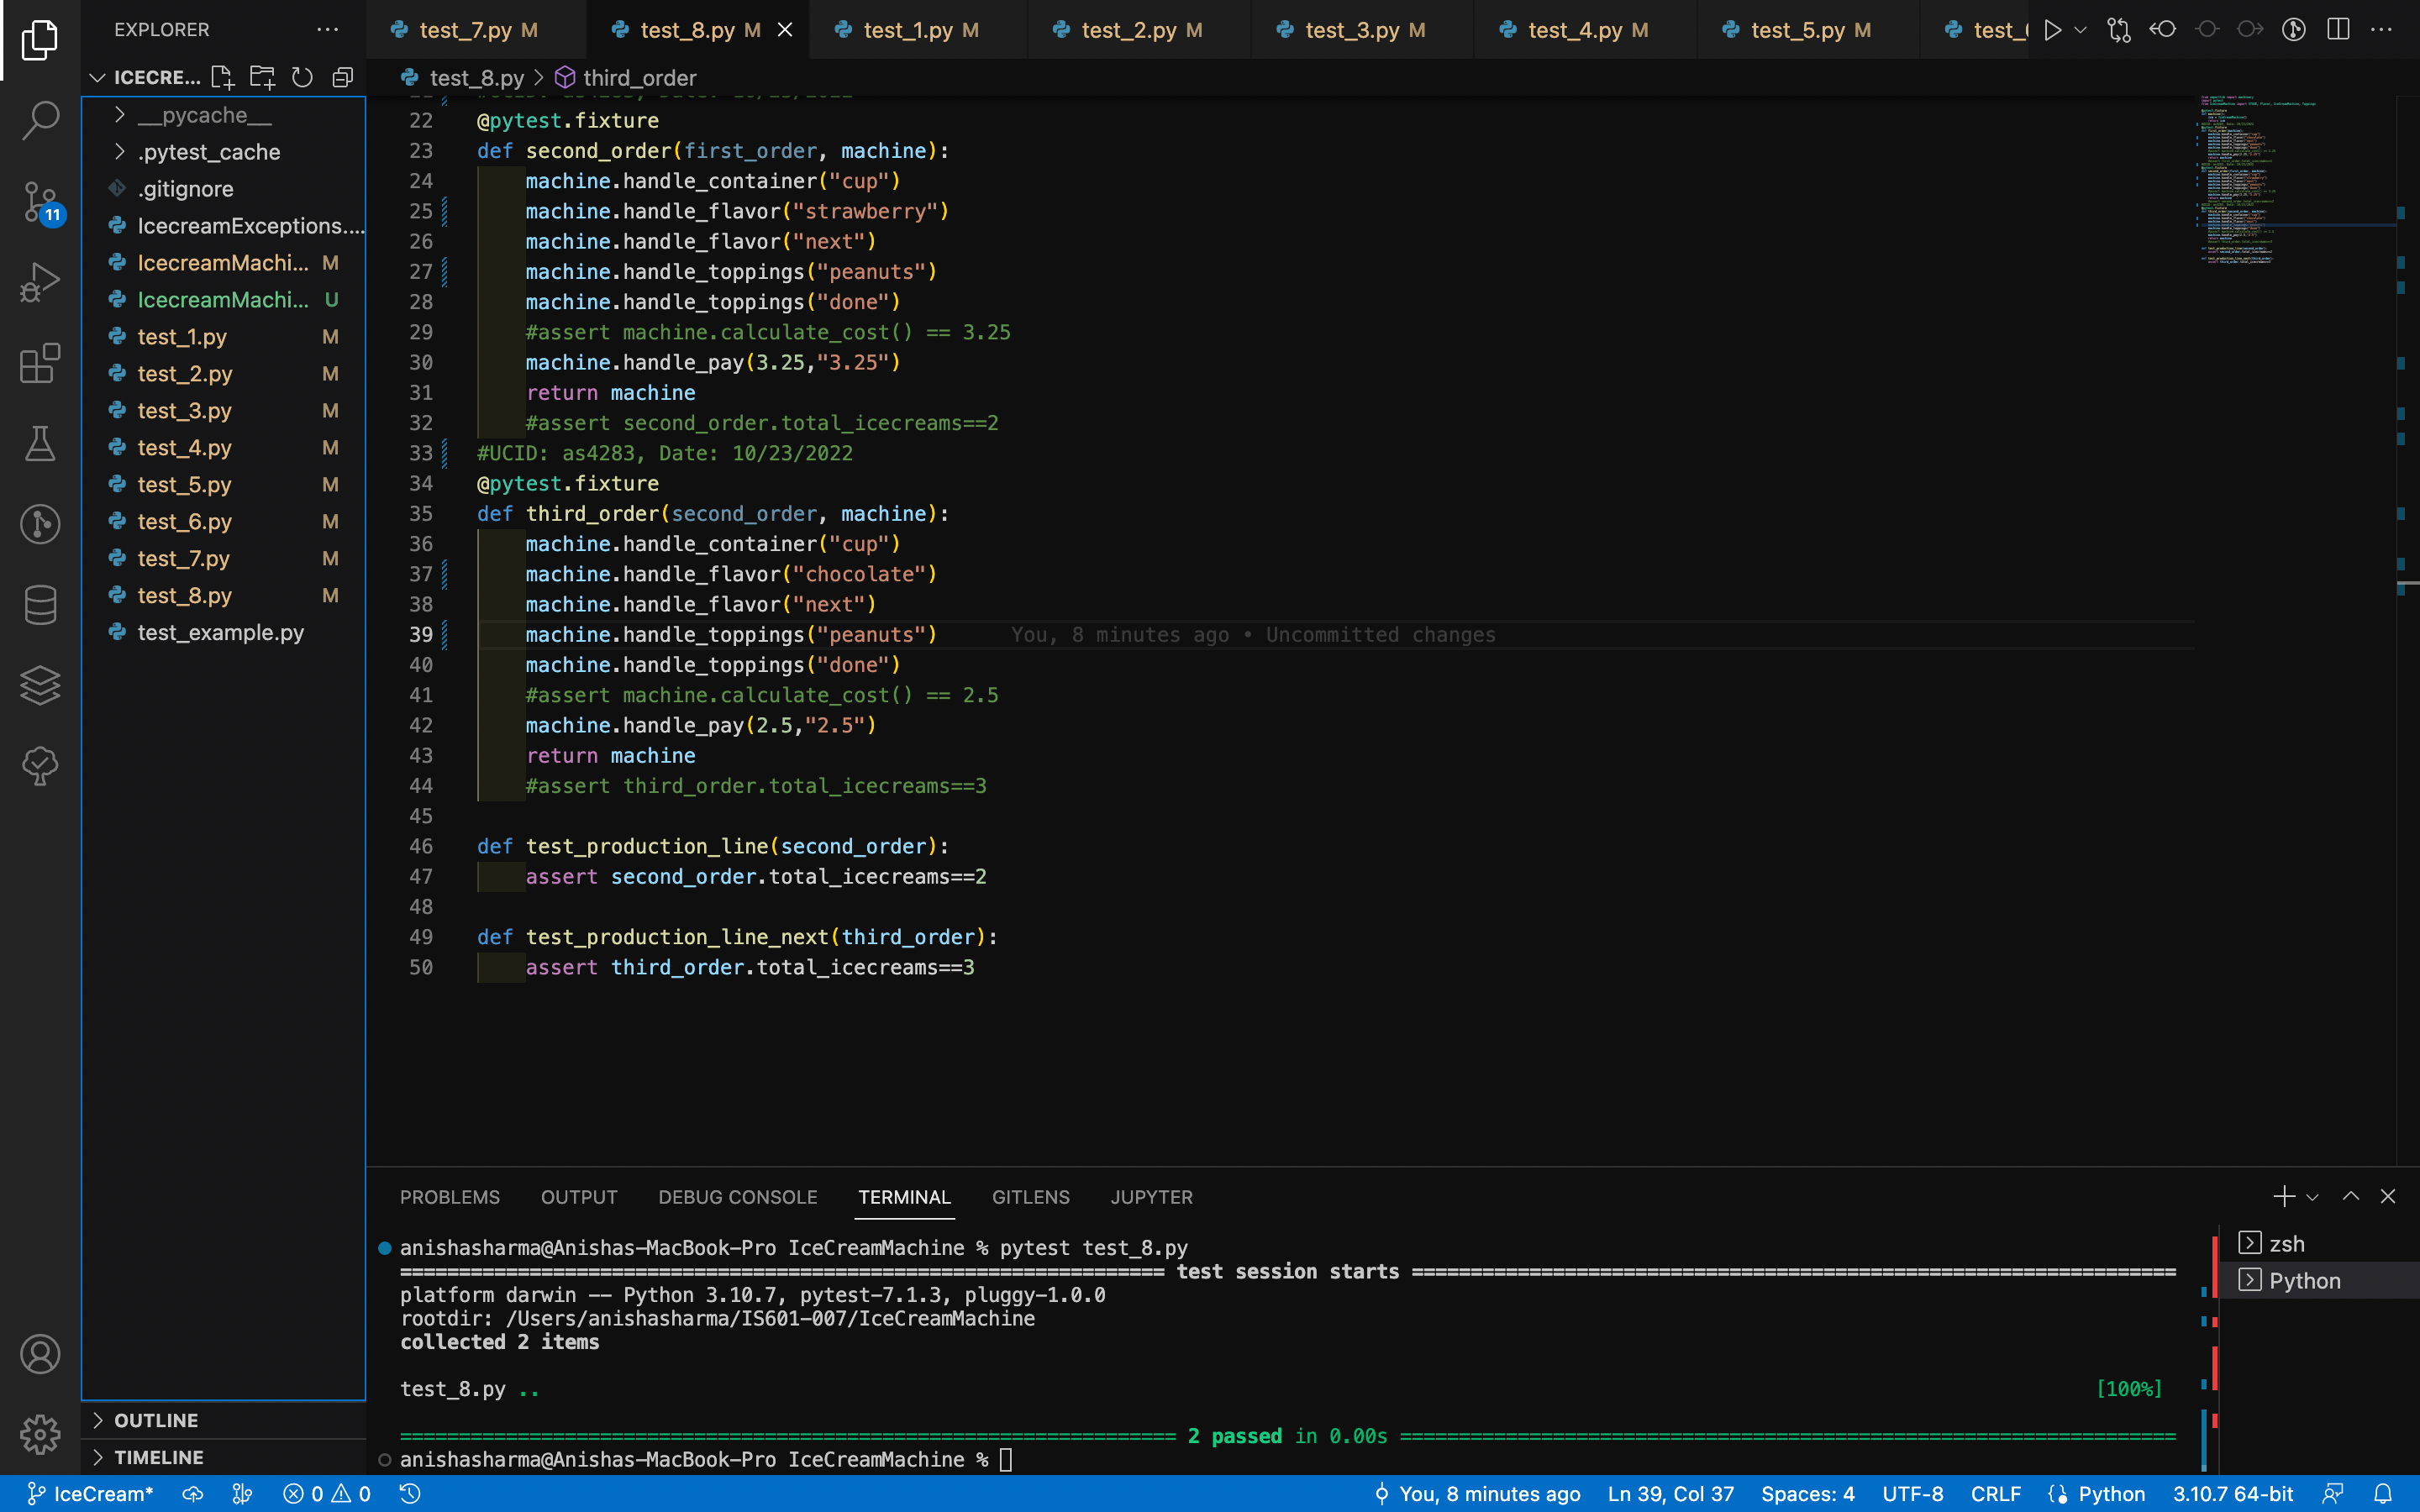 EXPLORER
ICECRE...
__pycache__
.pytest_cache
.gitignore
IcecreamExceptions....
IcecreamMachi... M
IcecreamMachi... U
test_1.py M
test_2.py M
test_3.py M
test_4.py M
test_5.py M
test_6.py M
test_7.py M
test_8.py M
test_example.py
OUTLINE
TIMELINE
11
test_7.py M test_8.py M test_1.py M test_2.py M test_3.py M test_4.py M test_5.py M test_
test_8.py > third_order
22 @pytest.fixture
23 def second_order(first_order, machine):
24 machine.handle_container("cup")
25 machine.handle_flavor("strawberry")
26 machine.handle_flavor("next")
27 machine.handle_toppings("peanuts")
28 machine.handle_toppings("done")
29 #assert machine.calculate_cost() == 3.25
30 machine.handle_pay(3.25,"3.25")
31 return machine
32 #assert second_order.total_icecreams==2
33 #UCID: as4283, Date: 10/23/2022
34 @pytest.fixture
35 def third_order(second_order, machine):
36 machine.handle_container("cup")
37 machine.handle_flavor("chocolate")
38 machine.handle_flavor("next")
39 machine.handle_toppings("peanuts") You, 8 minutes ago • Uncommitted changes
40 machine.handle_toppings("done")
41 #assert machine.calculate_cost() == 2.5
42 machine.handle_pay(2.5,"2.5")
43 return machine
44 #assert third_order.total_icecreams==3
45
46 def test_production_line(second_order):
47 assert second_order.total_icecreams==2
48
49 def test_production_line_next(third_order):
50 assert third_order.total_icecreams==3
PROBLEMS OUTPUT DEBUG CONSOLE TERMINAL GITLENS JUPYTER
anishasharma@Anishas-MacBook-Pro IceCreamMachine % pytest test_8.py
================ test session starts ================
platform darwin -- Python 3.10.7, pytest-7.1.3, pluggy-1.0.0
rootdir: /Users/anishasharma/IS601-007/IceCreamMachine
collected 2 items
test_8.py .. [100%]
================ 2 passed in 0.00s ================
anishasharma@Anishas-MacBook-Pro IceCreamMachine %
zsh
Python
IceCream* 0 0 You, 8 minutes ago Ln 39, Col 37 Spaces: 4 UTF-8 CRLF Python 3.10.7 64-bit